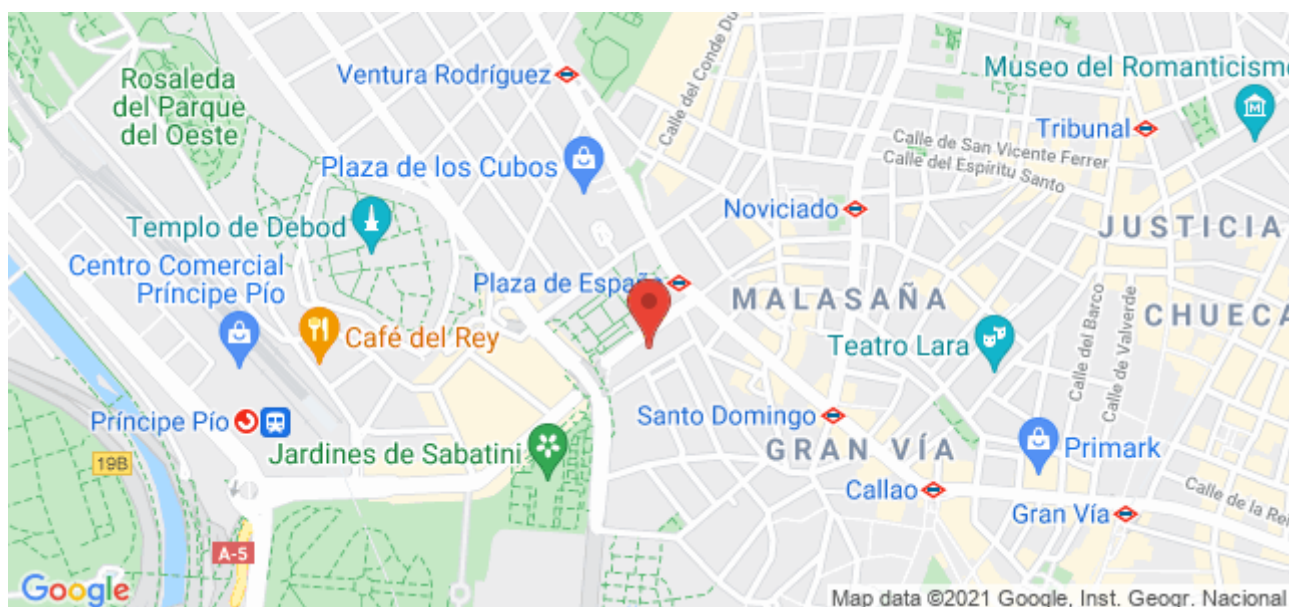 Ventura Rodríguez
Calle del Conde Du
Museo del Romanticismo
Rosaleda
del Parque
del Oeste
Tribunal
Calle de San Vicente Ferrer
Calle del Espíritu Santo
Plaza de los Cubos
Noviciado
Templo de Debod
JUSTICIA
Centro Comercial
Príncipe Pío
Plaza de España
MALASAÑA
CHUECA
Café del Rey
Teatro Lara
Calle del Barco
Calle de Valverde
Príncipe Pío
Santo Domingo
Jardines de Sabatini
GRAN VÍA
Primark
19B
Callao
Calle de la Rei
Gran Vía
A-5
Google
Map data ©2021 Google, Inst. Geogr. Nacional